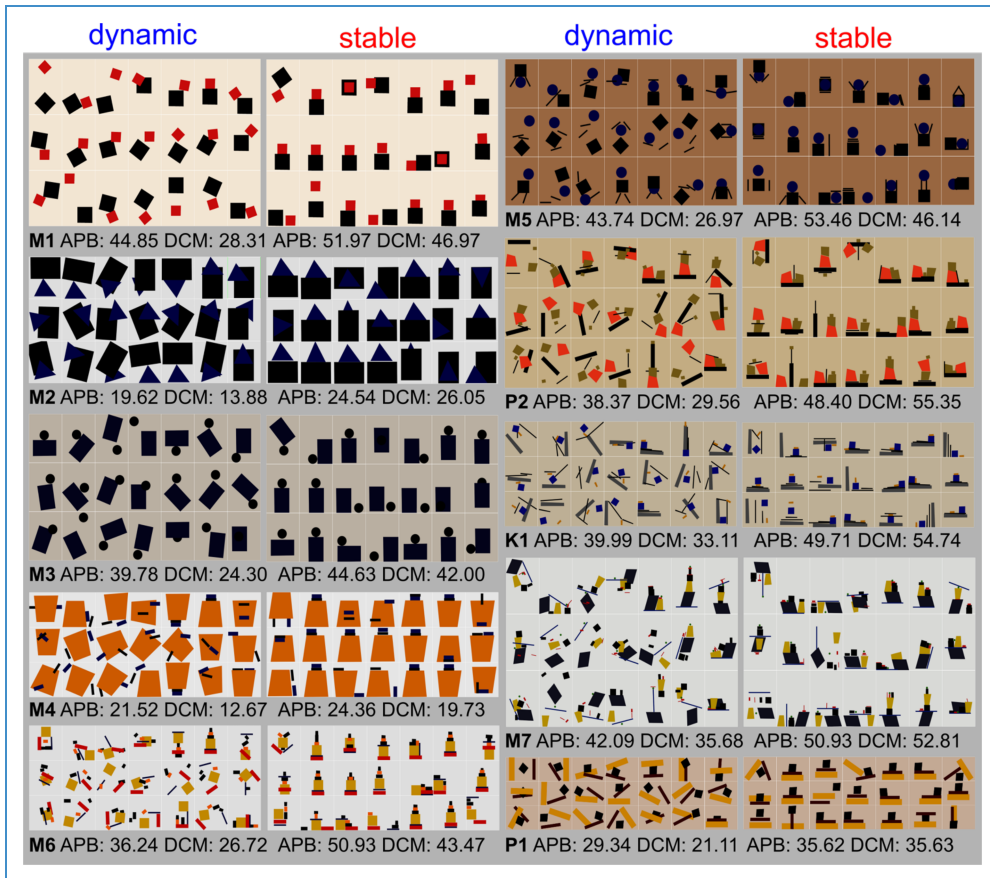 dynamic stable dynamic stable
M1 APB: 44.85 DCM: 28.31 APB: 51.97 DCM: 46.97
M2 APB: 19.62 DCM: 13.88 APB: 24.54 DCM: 26.05
M3 APB: 39.78 DCM: 24.30 APB: 44.63 DCM: 42.00
M4 APB: 21.52 DCM: 12.67 APB: 24.36 DCM: 19.73
M6 APB: 36.24 DCM: 26.72 APB: 50.93 DCM: 43.47
M5 APB: 43.74 DCM: 26.97 APB: 53.46 DCM: 46.14
P2 APB: 38.37 DCM: 29.56 APB: 48.40 DCM: 55.35
K1 APB: 39.99 DCM: 33.11 APB: 49.71 DCM: 54.74
M7 APB: 42.09 DCM: 35.68 APB: 50.93 DCM: 52.81
P1 APB: 29.34 DCM: 21.11 APB: 35.62 DCM: 35.63